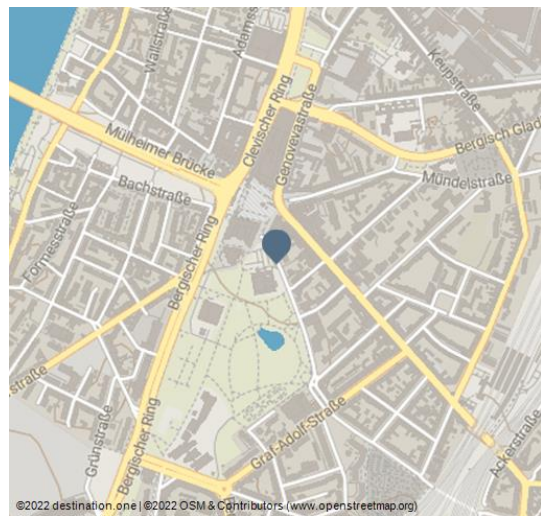 Wallstraße
Adamss
Keupstraße
Clevischer Ring
Genovevastraße
Mülheimer Brücke
Bergisch Glad
Mündelstraße
Bachstraße
Formesstraße
Bergischer Ring
straße
Graf-Adolf-Straße
Grünstraße
Bergischer Ring
Ackerstraße
©2022 destination.one | ©2022 OSM & Contributors (www.openstreetmap.org)